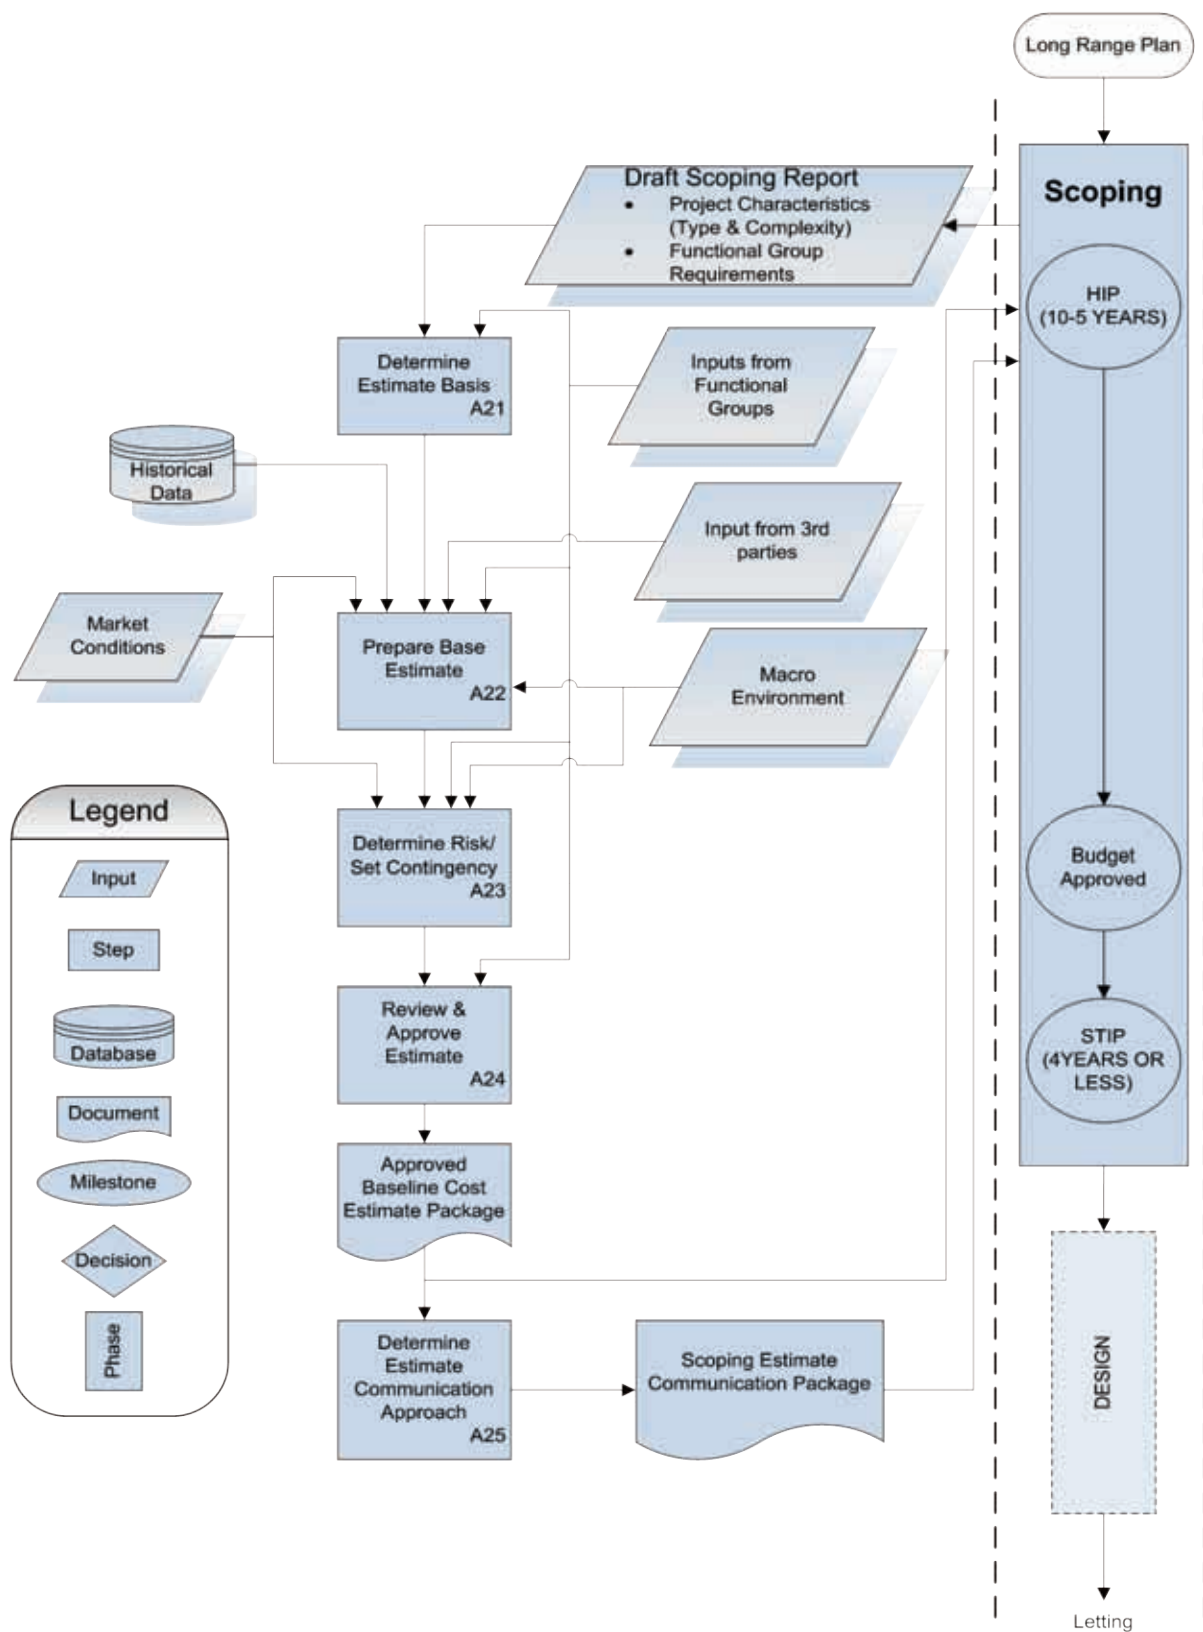 Long Range Plan
Scoping
HIP
(10-5 YEARS)
Budget
Approved
STIP
(4YEARS OR
LESS)
DESIGN
Letting
Draft Scoping Report
• Project Characteristics
(Type & Complexity)
• Functional Group
Requirements
Determine
Estimate Basis
A21
Inputs from
Functional
Groups
Historical
Data
Input from 3rd
parties
Market
Conditions
Prepare Base
Estimate
A22
Macro
Environment
Determine Risk/
Set Contingency
A23
Review &
Approve
Estimate
A24
Approved
Baseline Cost
Estimate Package
Determine
Estimate
Communication
Approach
A25
Scoping Estimate
Communication Package
Legend
Input
Step
Database
Document
Milestone
Decision
Phase